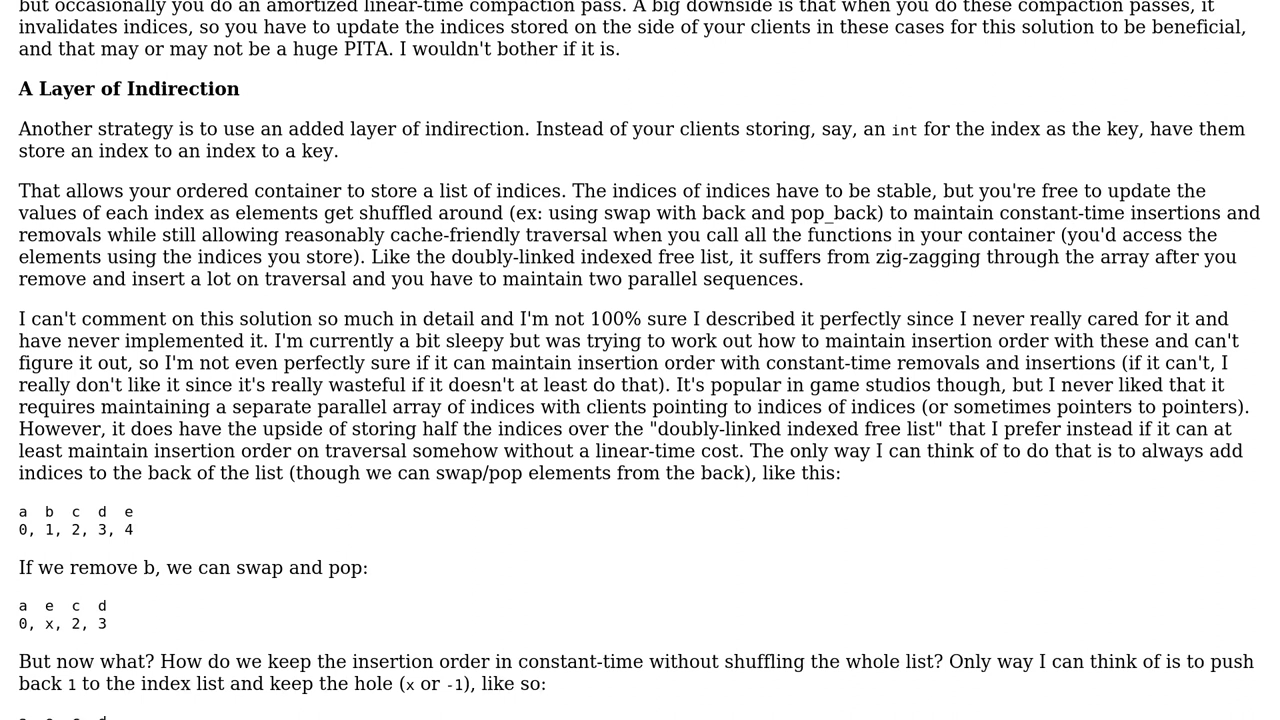 but occasionally you do an amortized linear-time compaction pass. A big downside is that when you do these compaction passes, it
invalidates indices, so you have to update the indices stored on the side of your clients in these cases for this solution to be beneficial,
and that may or may not be a huge PITA. I wouldn't bother if it is.
A Layer of Indirection
Another strategy is to use an added layer of indirection. Instead of your clients storing, say, an int for the index as the key, have them
store an index to an index to a key.
That allows your ordered container to store a list of indices. The indices of indices have to be stable, but you're free to update the
values of each index as elements get shuffled around (ex: using swap with back and pop_back) to maintain constant-time insertions and
removals while still allowing reasonably cache-friendly traversal when you call all the functions in your container (you'd access the
elements using the indices you store). Like the doubly-linked indexed free list, it suffers from zig-zagging through the array after you
remove and insert a lot on traversal and you have to maintain two parallel sequences.
I can't comment on this solution so much in detail and I'm not 100% sure I described it perfectly since I never really cared for it and
have never implemented it. I'm currently a bit sleepy but was trying to work out how to maintain insertion order with these and can't
figure it out, so I'm not even perfectly sure if it can maintain insertion order with constant-time removals and insertions (if it can't, I
really don't like it since it's really wasteful if it doesn't at least do that). It's popular in game studios though, but I never liked that it
requires maintaining a separate parallel array of indices with clients pointing to indices of indices (or sometimes pointers to pointers).
However, it does have the upside of storing half the indices over the "doubly-linked indexed free list" that I prefer instead if it can at
least maintain insertion order on traversal somehow without a linear-time cost. The only way I can think of to do that is to always add
indices to the back of the list (though we can swap/pop elements from the back), like this:
a  b  c  d  e
0, 1, 2, 3, 4
If we remove b, we can swap and pop:
a  e  c  d
0, x, 2, 3
But now what? How do we keep the insertion order in constant-time without shuffling the whole list? Only way I can think of is to push
back 1 to the index list and keep the hole (x or -1), like so: